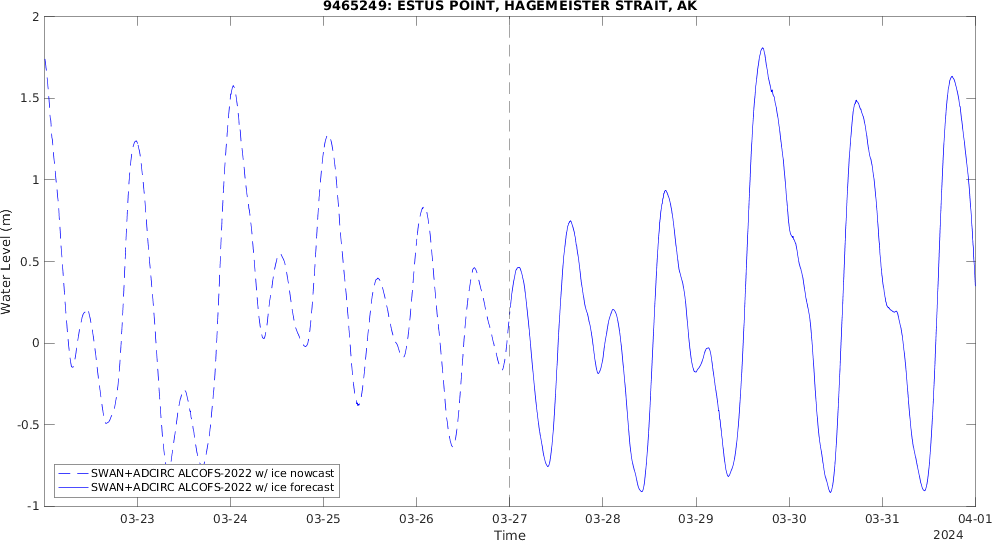 9465249: ESTUS POINT, HAGEMEISTER STRAIT, AK
2
1.5
1
0.5
0
-0.5
-1
Water Level (m)
SWAN+ADCIRC ALCOFS-2022 w/ ice nowcast
SWAN+ADCIRC ALCOFS-2022 w/ ice forecast
03-23 03-24 03-25 03-26 03-27 03-28 03-29 03-30 03-31 04-01
Time
2024